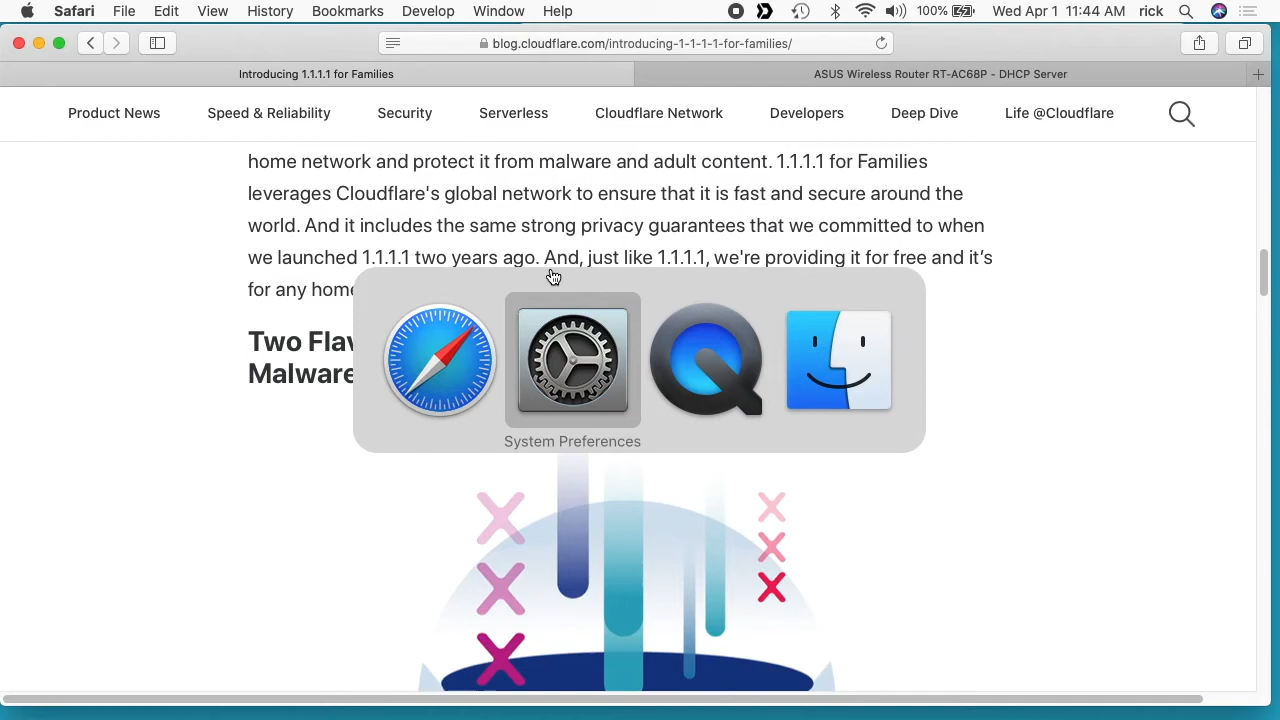 Safari File Edit View History Bookmarks Develop Window Help 100% Wed Apr 1 11:44 AM rick
blog.cloudflare.com/introducing-1-1-1-1-for-families/
Introducing 1.1.1.1 for Families ASUS Wireless Router RT-AC68P - DHCP Server
Product News Speed & Reliability Security Serverless Cloudflare Network Developers Deep Dive Life @Cloudflare
home network and protect it from malware and adult content. 1.1.1.1 for Families
leverages Cloudflare's global network to ensure that it is fast and secure around the
world. And it includes the same strong privacy guarantees that we committed to when
we launched 1.1.1.1 two years ago. And, just like 1.1.1.1, we're providing it for free and it's
for any home
Two Flav
Malware
System Preferences